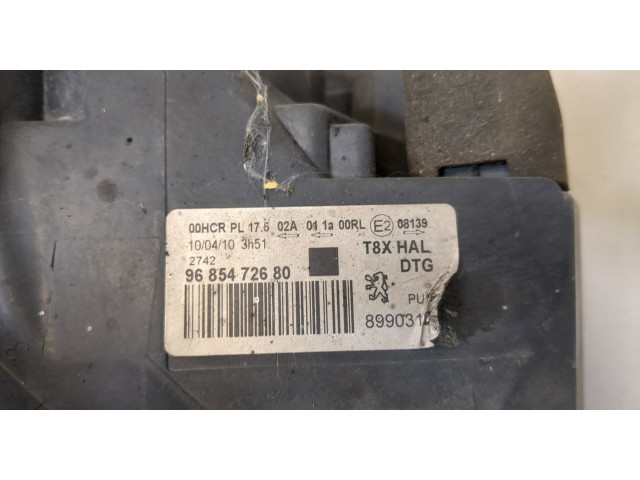 00HCR PL 17.5 02A 01 1a 00RL E2 08139
10/04/10 3h51
2742
T8X HAL
96 854 726 80
DTG
PU
899031